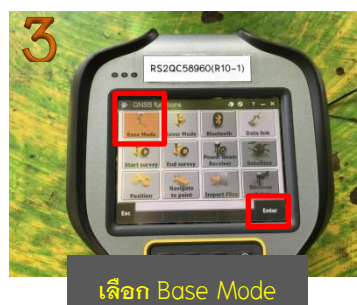 3
RS2QC58960(R10-1)
GNSS functions
Base Mode
Rover Mode
Bluetooth
Data link
Start survey
End survey
Power down Receiver
Satellites
Position
Navigate to point
Import Files
Receiver
Esc
Enter
เลือก Base Mode